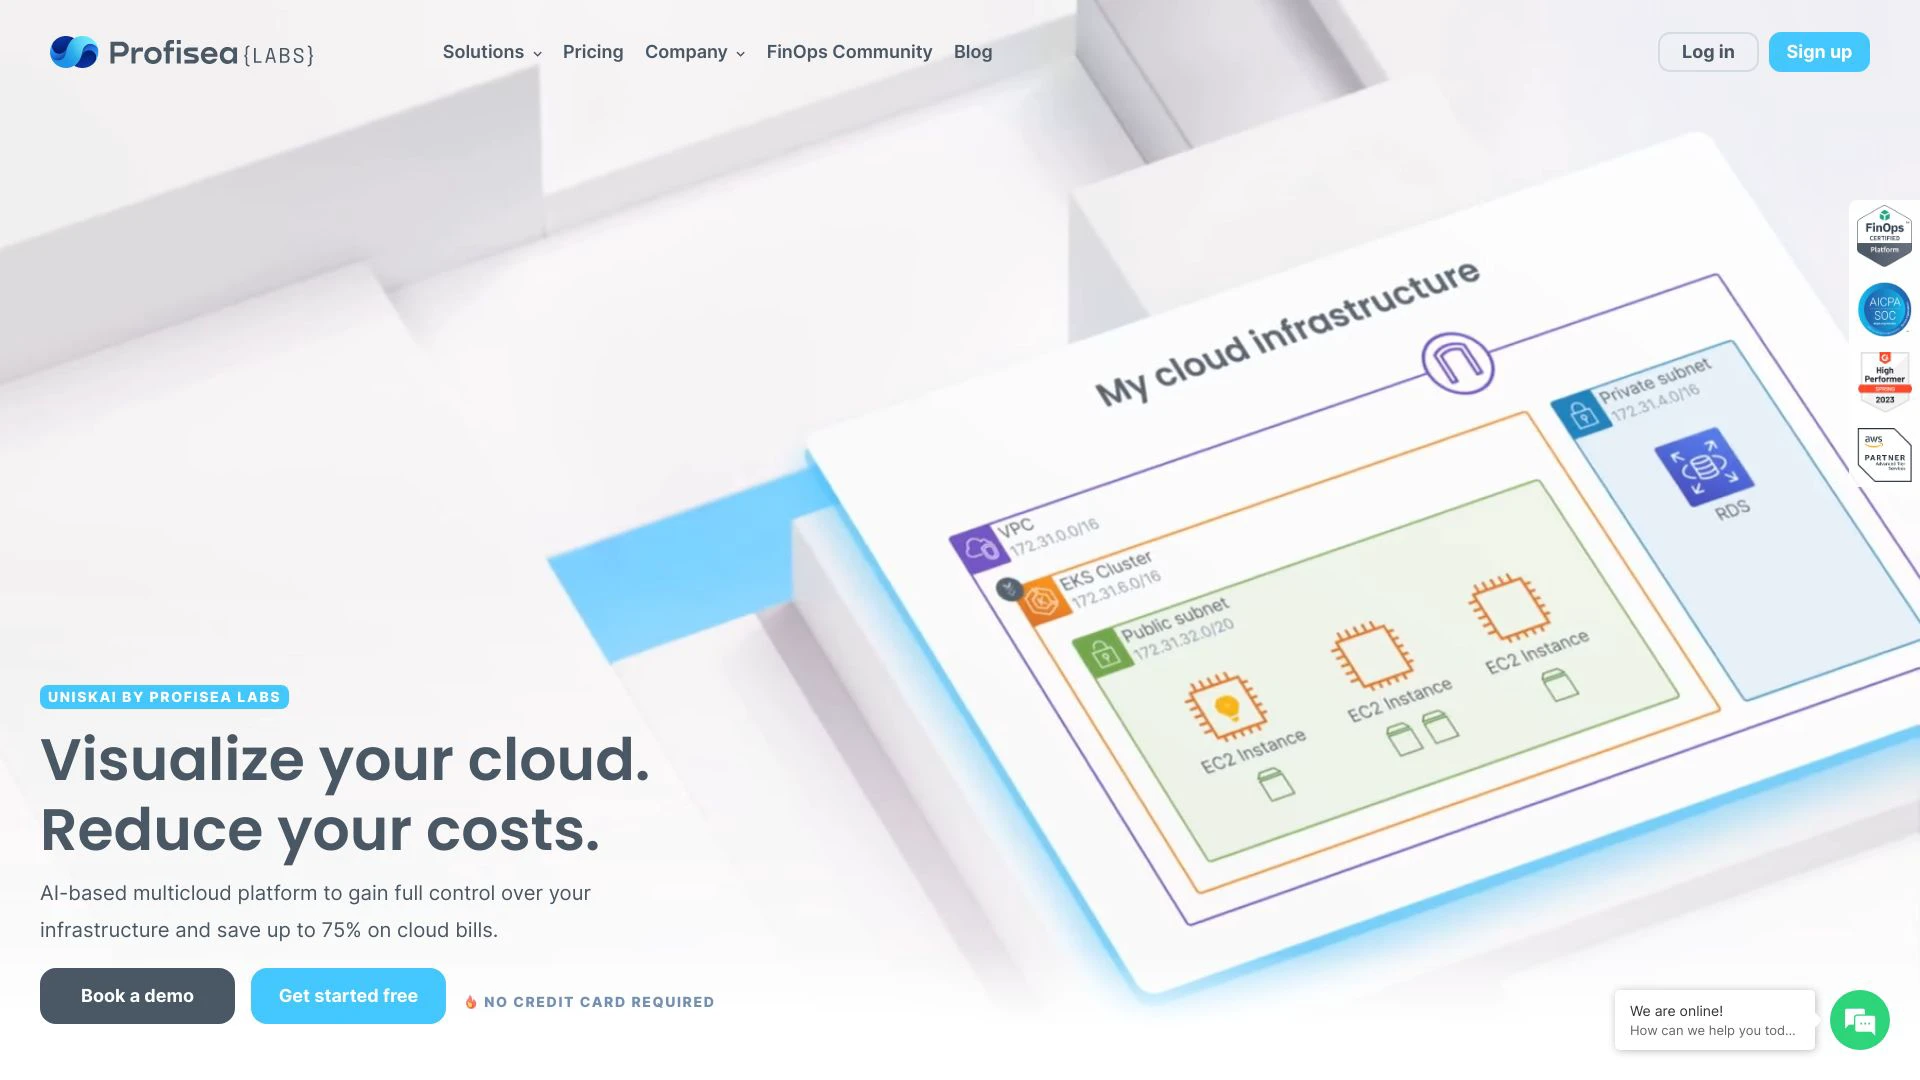 Profisea {LABS}
Solutions
Pricing
Company
FinOps Community
Blog
Log in
Sign up
FinOps
CERTIFIED
Platform
AICPA
SOC
High
Performer
SPRING
2023
aws
PARTNER
Advanced Tier
Services
My cloud infrastructure
VPC
172.31.0.0/16
EKS Cluster
172.31.6.0/16
Public subnet
172.31.32.0/20
Private subnet
172.31.4.0/16
RDS
EC2 Instance
EC2 Instance
EC2 Instance
UNISKAI BY PROFISEA LABS
Visualize your cloud.
Reduce your costs.
AI-based multicloud platform to gain full control over your
infrastructure and save up to 75% on cloud bills.
Book a demo
Get started free
NO CREDIT CARD REQUIRED
We are online!
How can we help you tod...